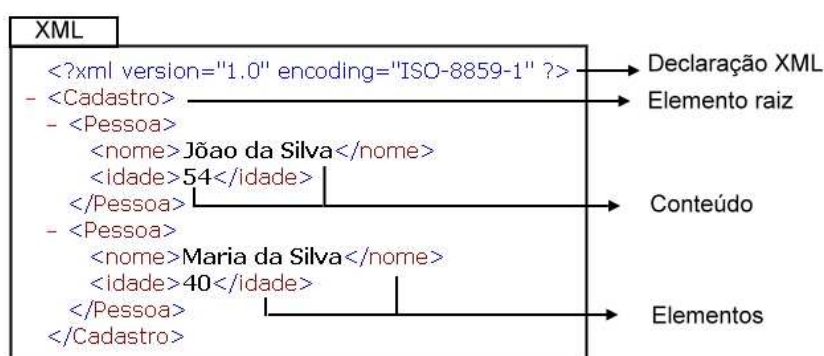 XML
<?xml version="1.0" encoding="ISO-8859-1" ?>
Declaração XML
- <Cadastro>
Elemento raiz
- <Pessoa>
<nome>Jõao da Silva</nome>
<idade>54</idade>
</Pessoa>
Conteúdo
- <Pessoa>
<nome>Maria da Silva</nome>
<idade>40</idade>
</Pessoa>
Elementos
</Cadastro>